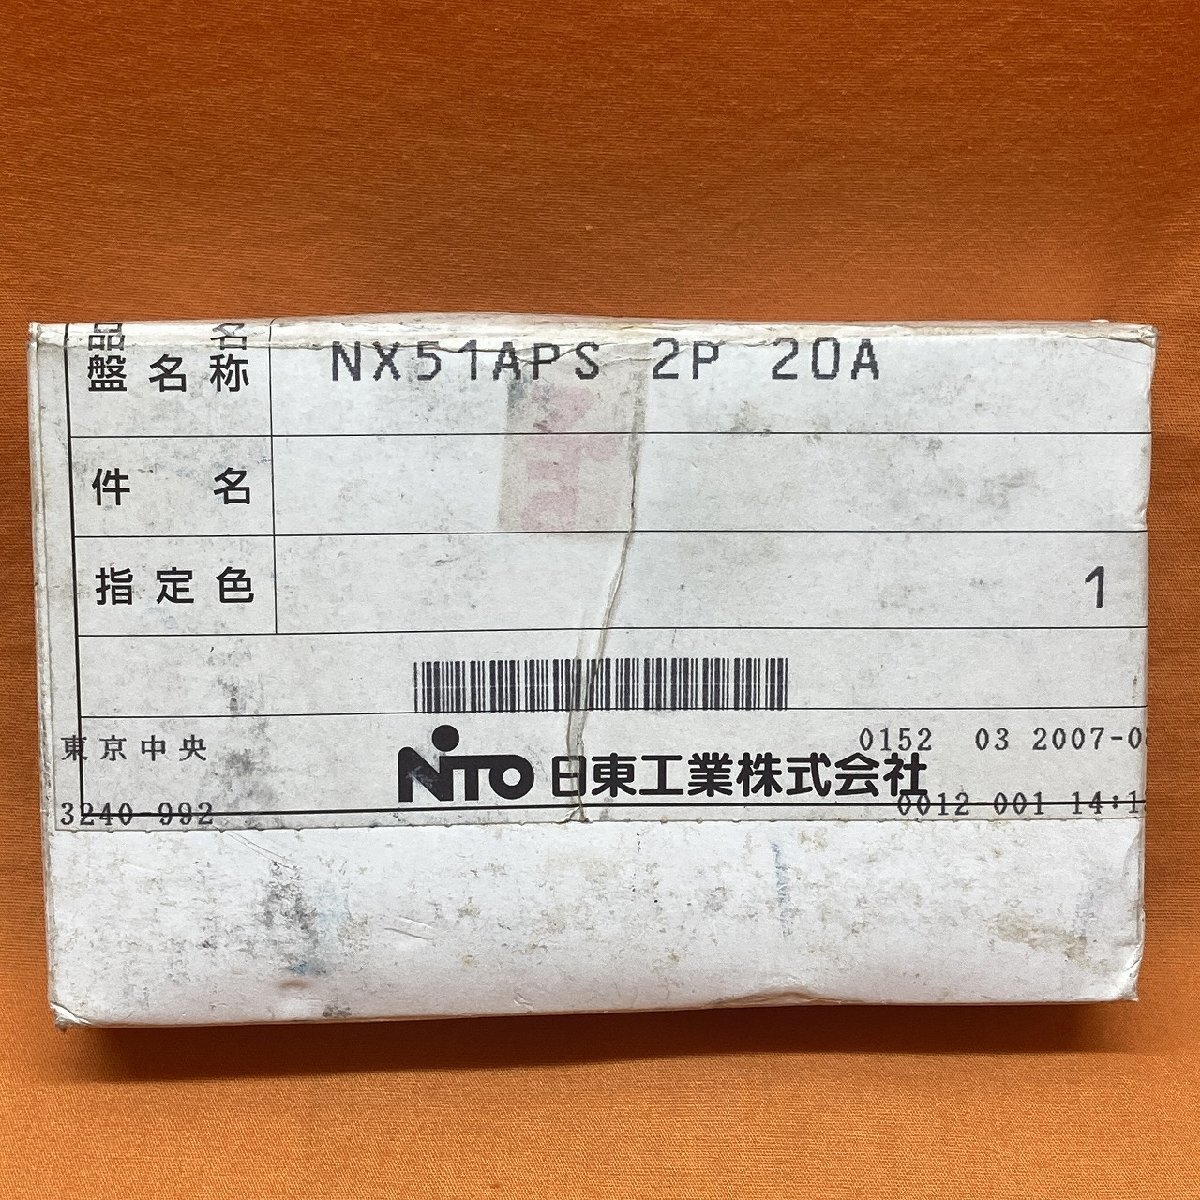 品名
盤名称 NX51APS 2P 20A
件名
指定色 1
東京中央 0152 03 2007-0
NITO 日東工業株式会社
3240-992 0012 001 14:1